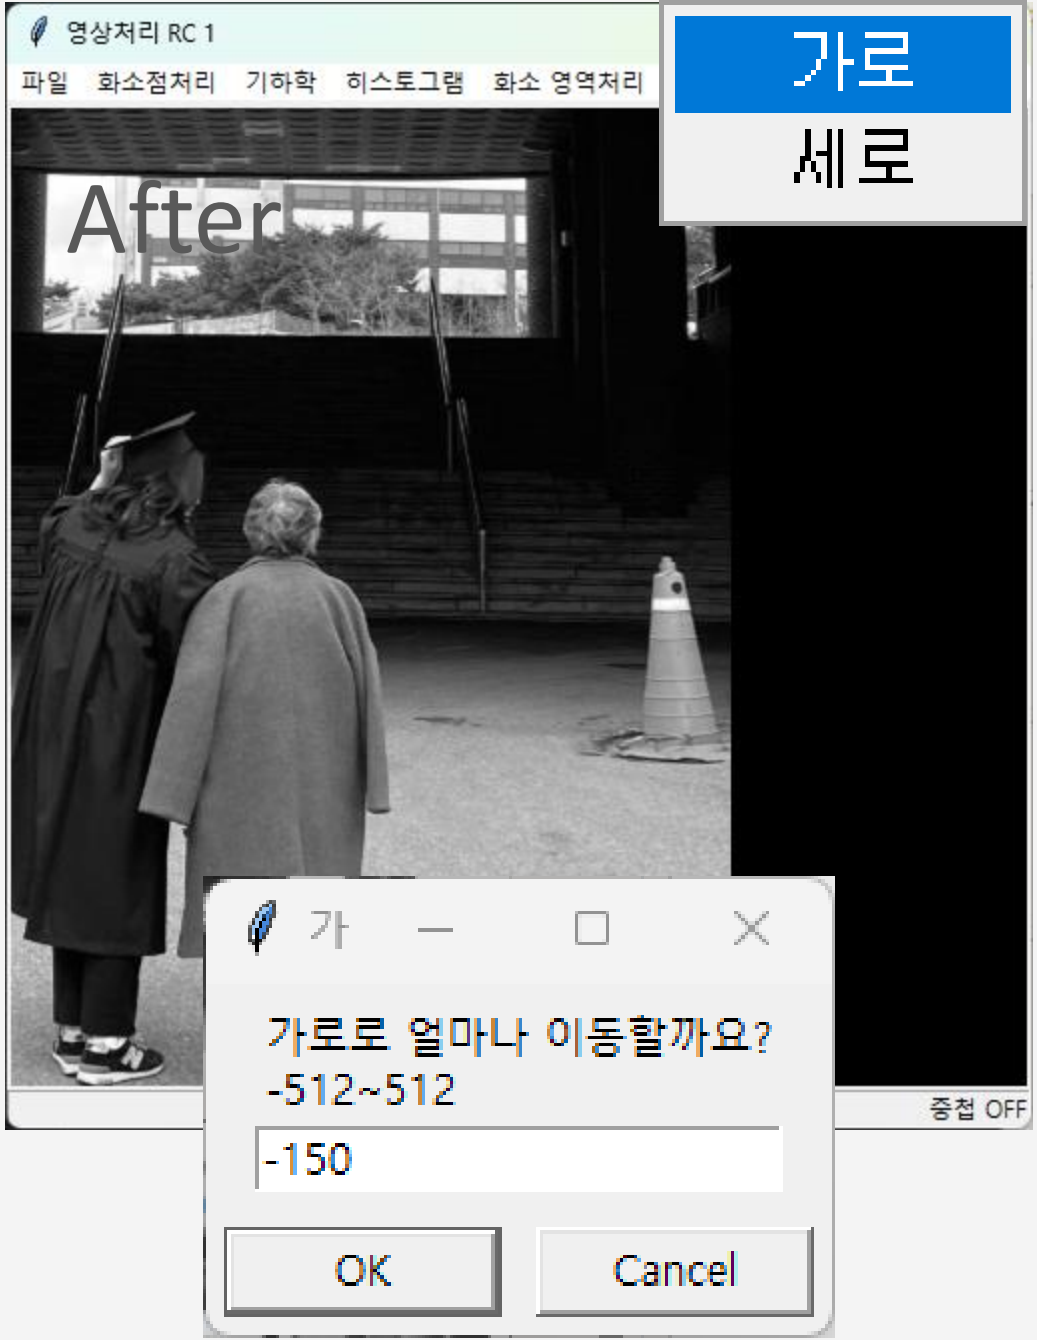 영상처리 RC 1
파일 화소점처리 기하학 히스토그램 화소 영역처리
가로
세로
After
가
가로로 얼마나 이동할까요?
-512~512
-150
OK Cancel
중첩 OFF